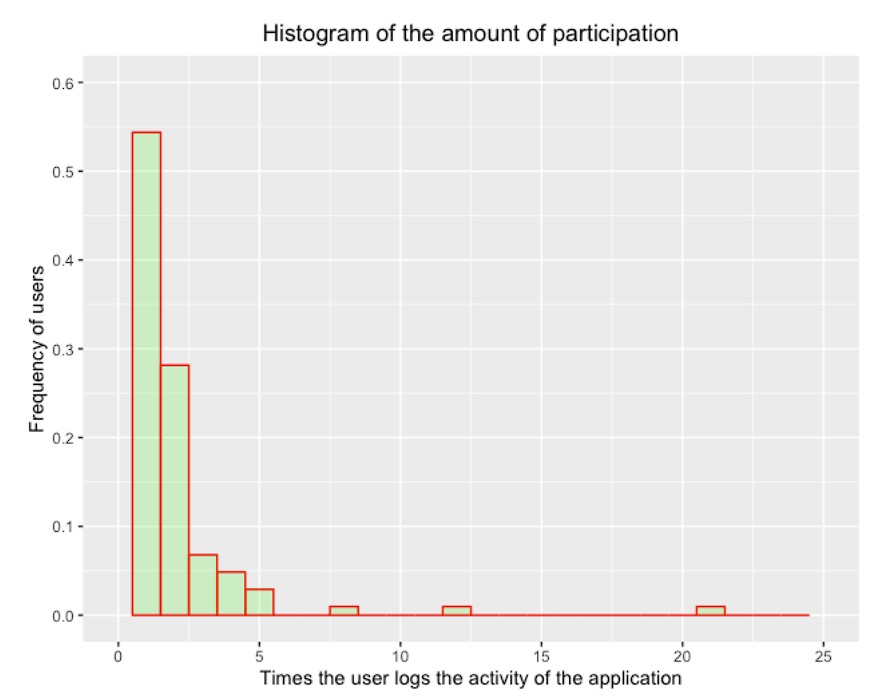 Histogram of the amount of participation
Frequency of users
0.6
0.5
0.4
0.3
0.2
0.1
0.0
0 5 10 15 20 25
Times the user logs the activity of the application